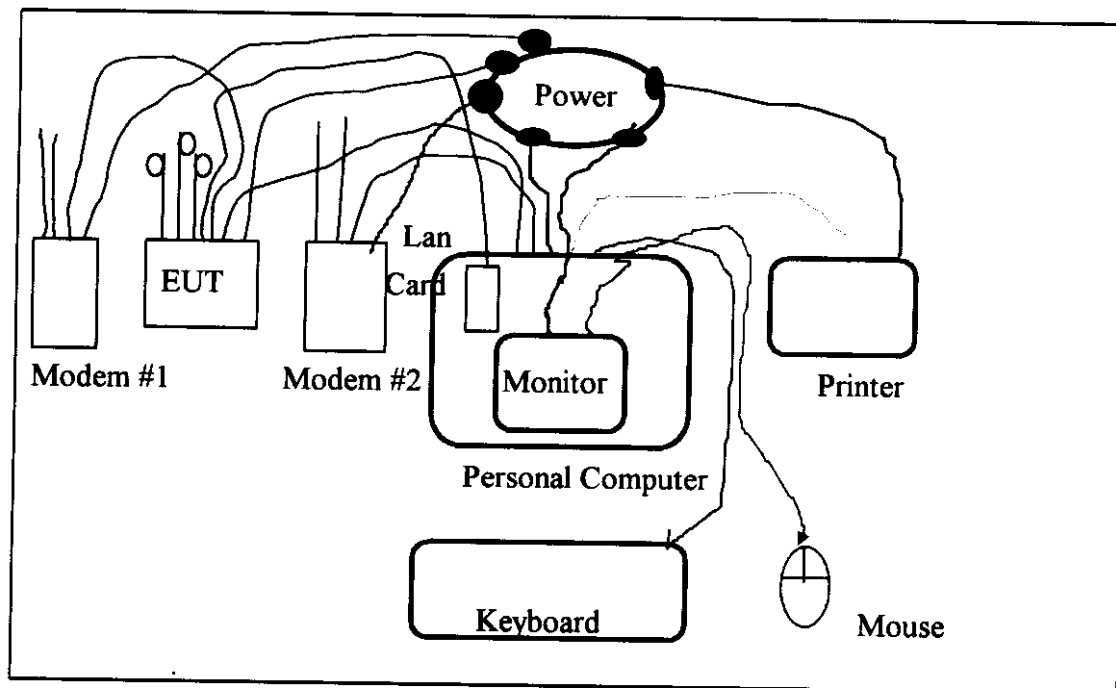 Power
Lan
Card
EUT
Modem #1
Modem #2
Monitor
Printer
Personal Computer
Keyboard
Mouse